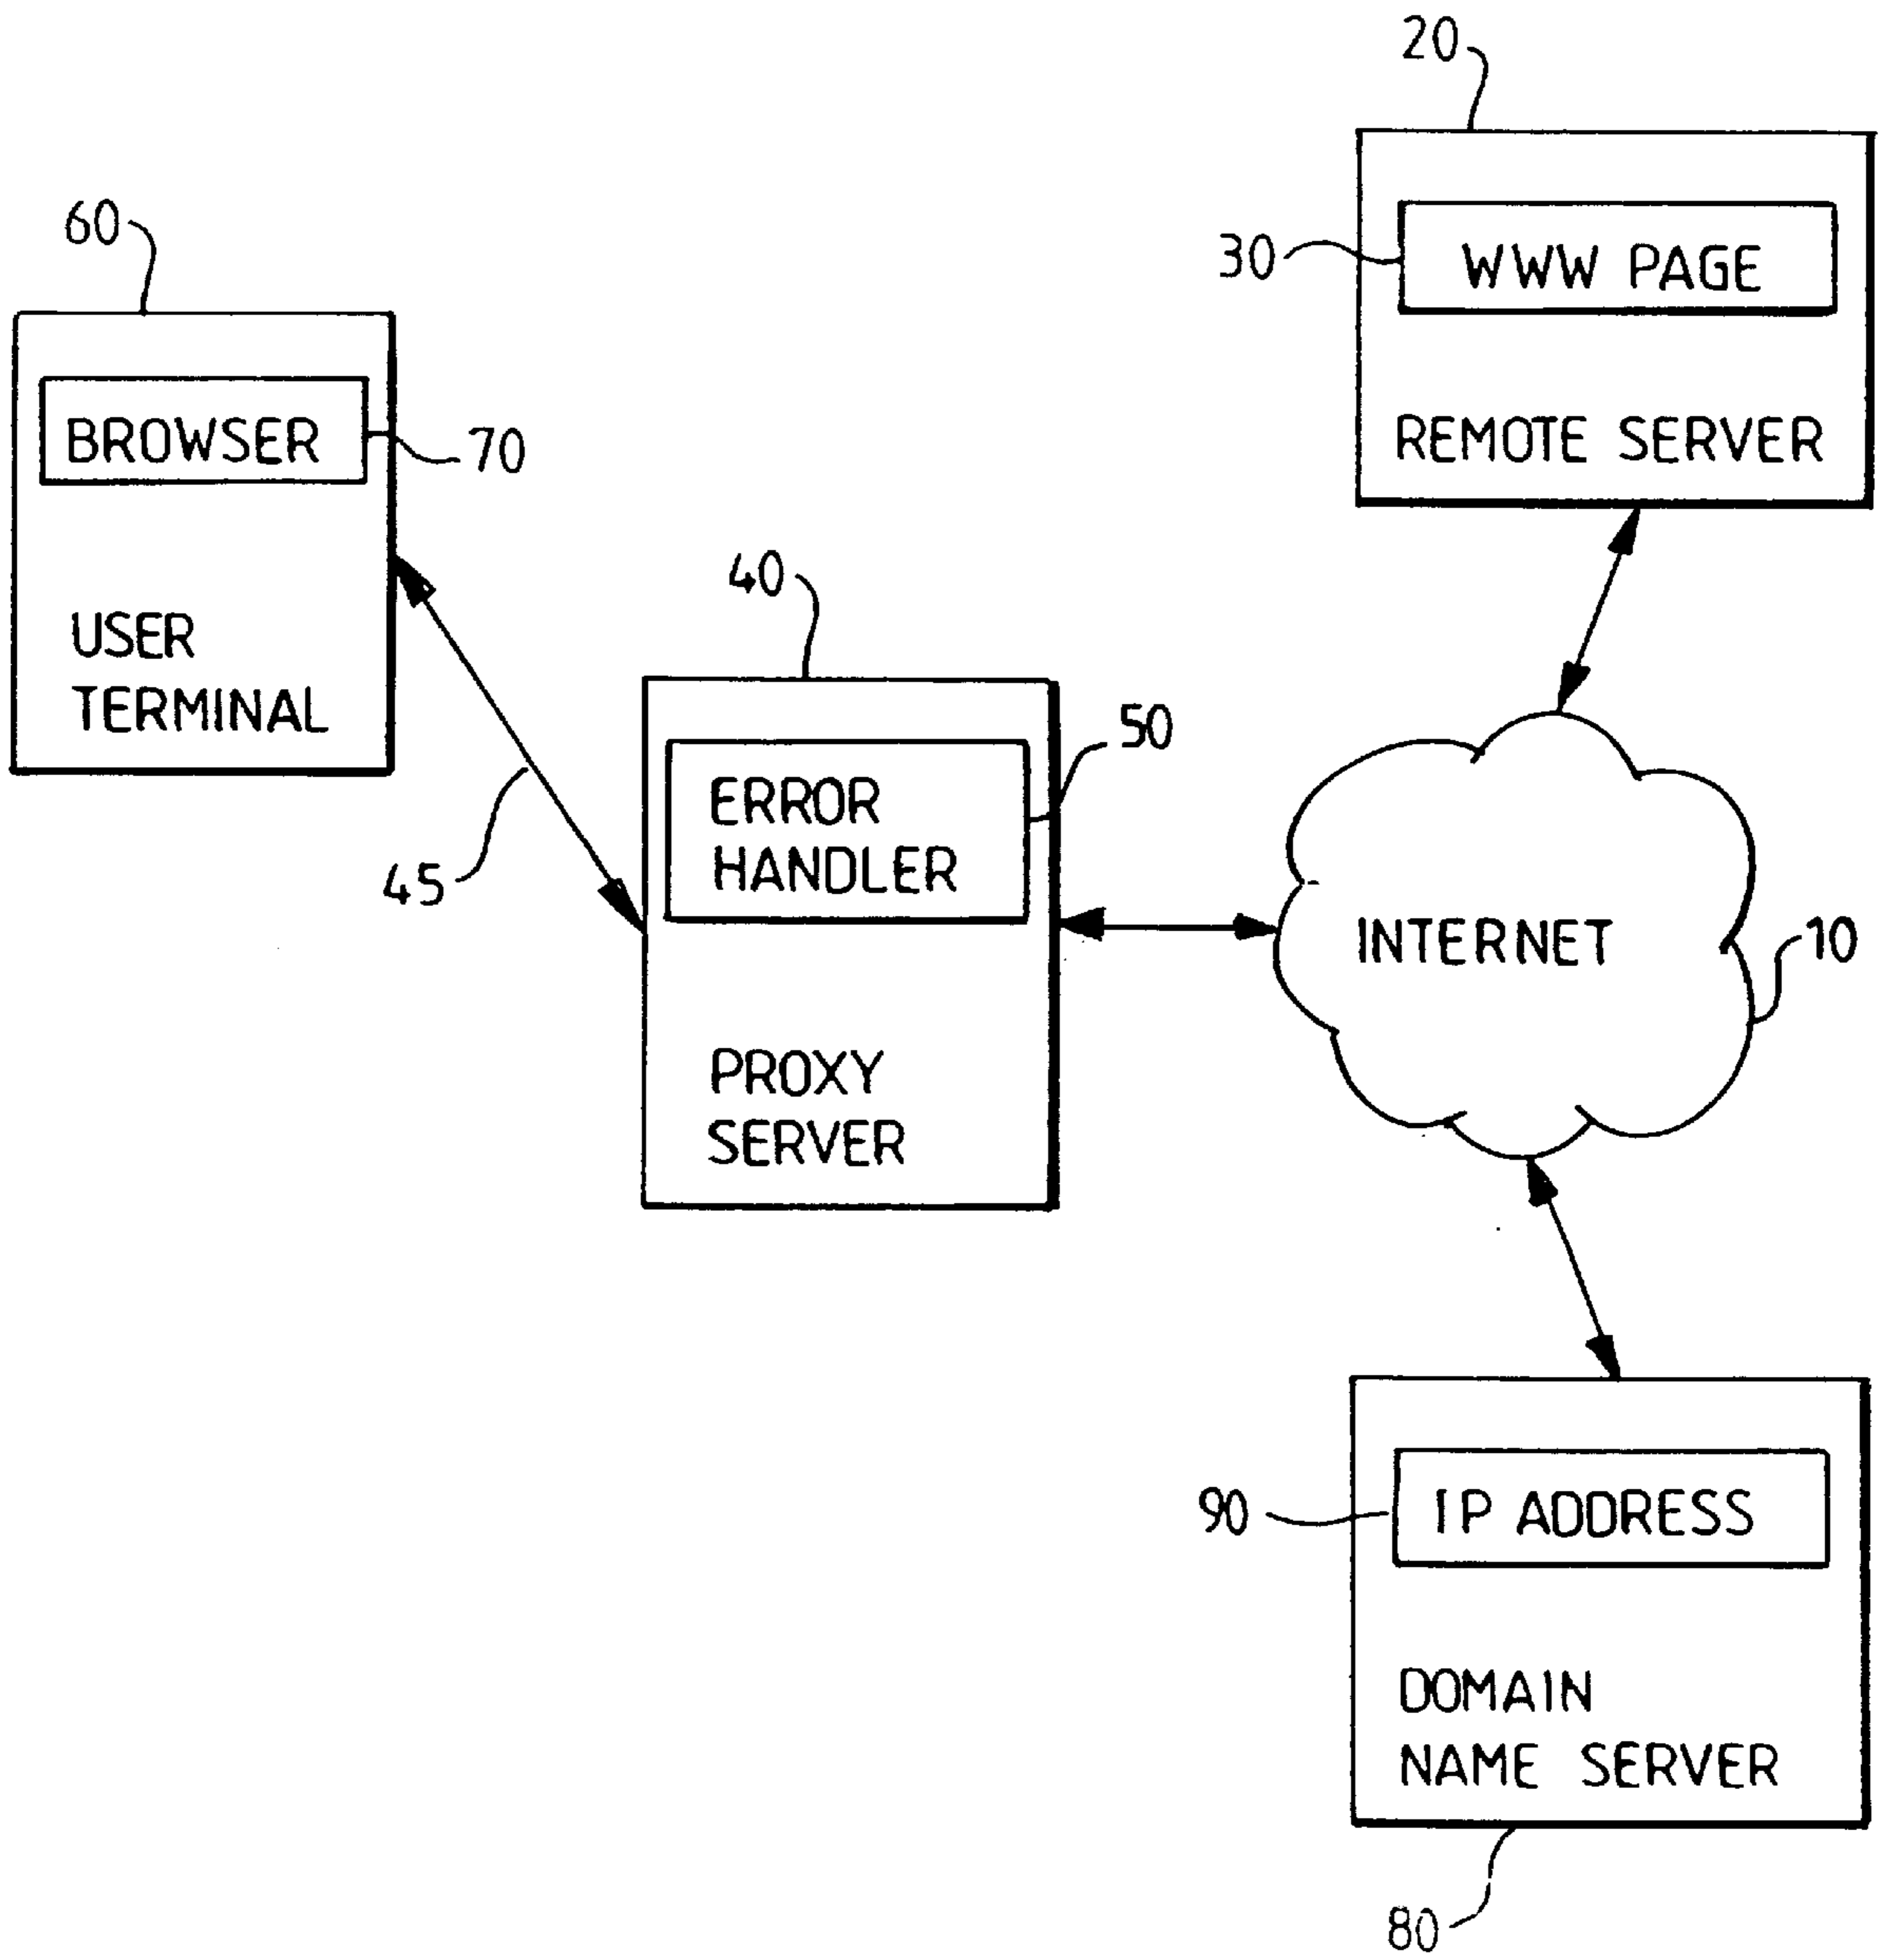 20
30
WWW PAGE
REMOTE SERVER
60
BROWSER
70
USER
TERMINAL
45
40
50
ERROR
HANDLER
PROXY
SERVER
INTERNET
10
90
IP ADDRESS
DOMAIN
NAME SERVER
80